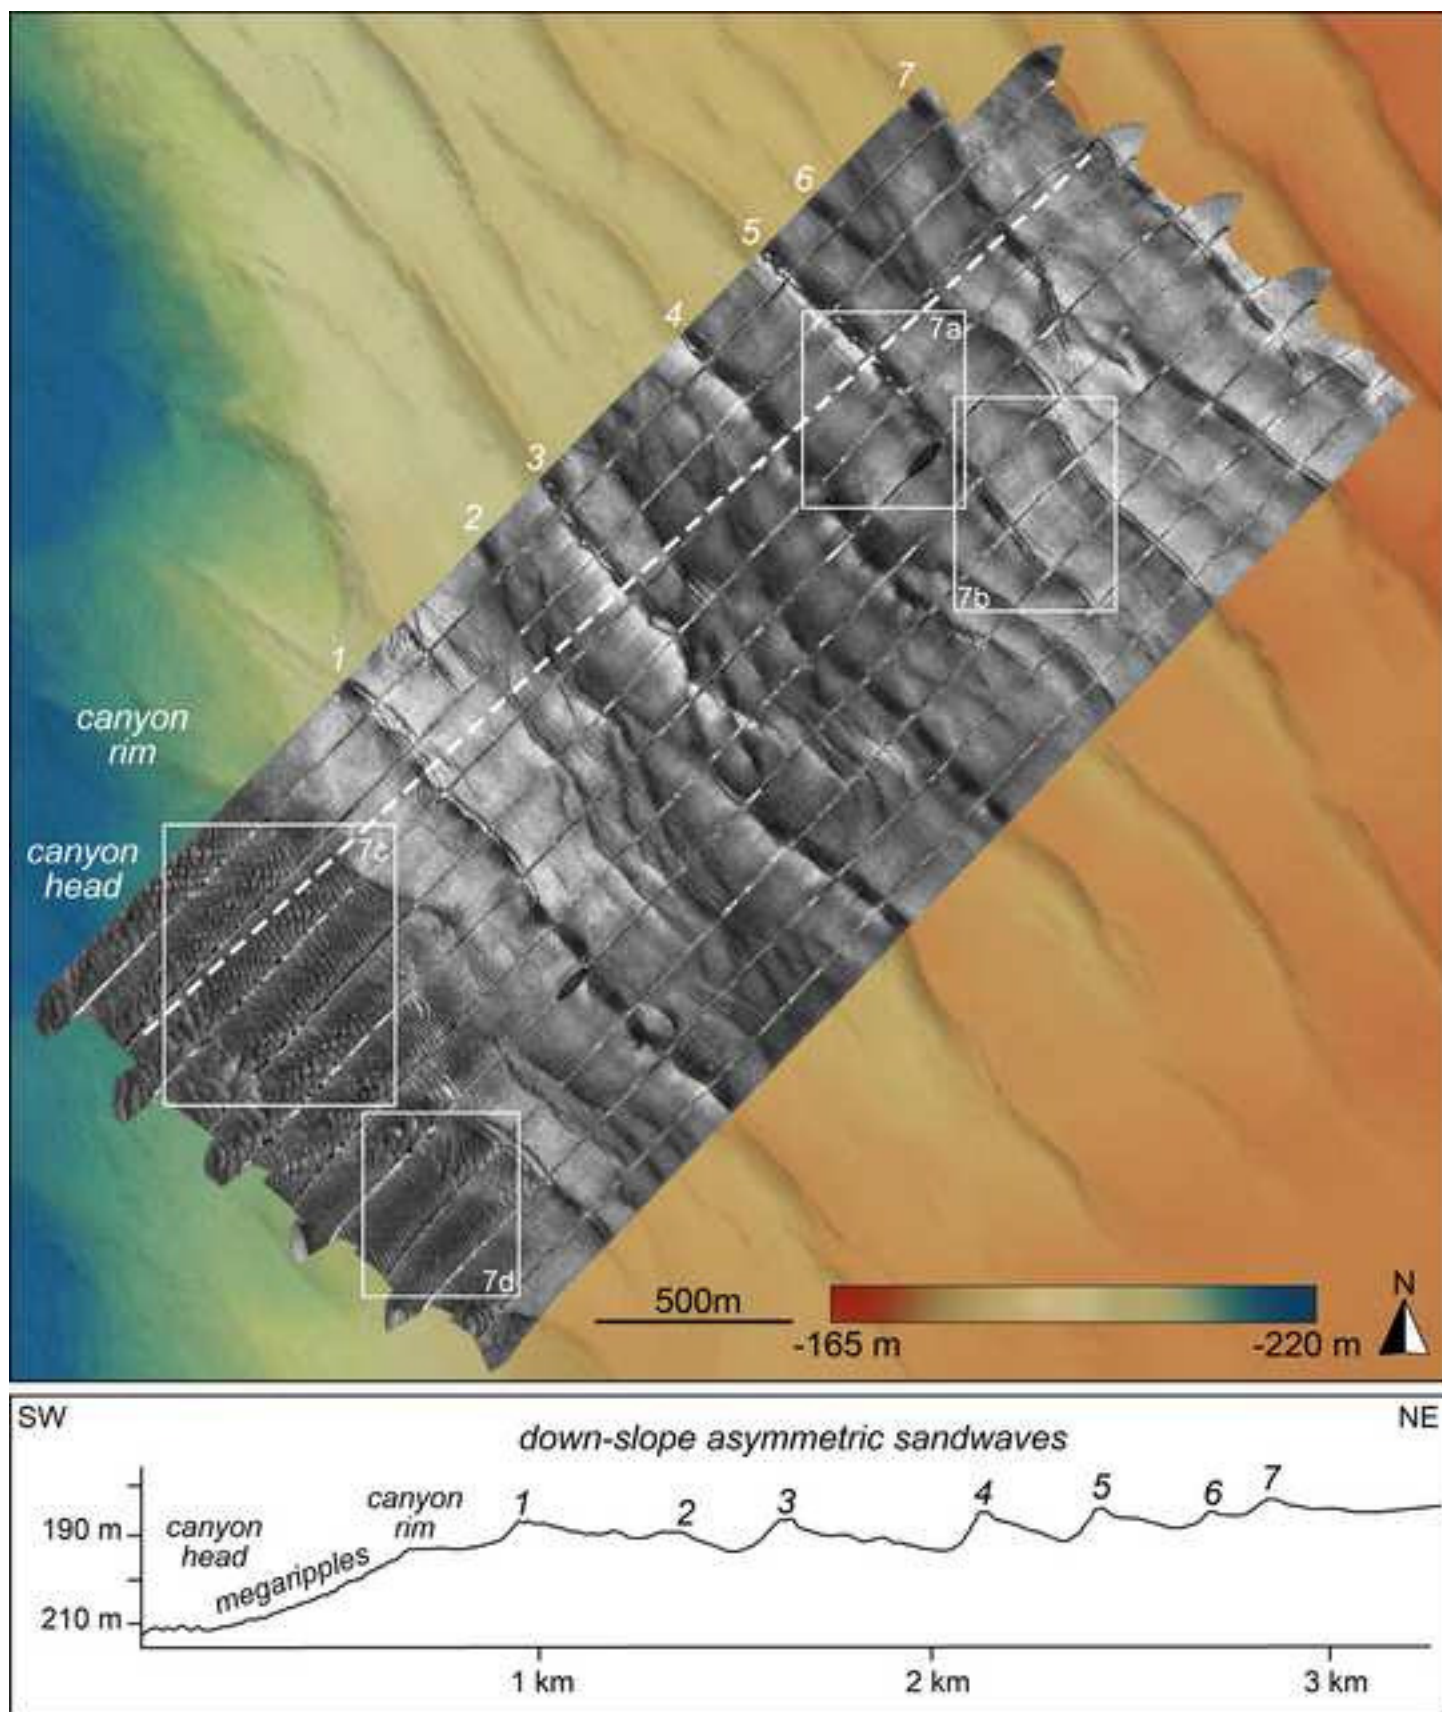 7
6
5
4
7a
3
2
7b
1
canyon
rim
7c
canyon
head
7d
500m
N
-165 m
-220 m
SW
NE
down-slope asymmetric sandwaves
canyon
rim
1
2
3
4
5
6
7
190 m
canyon
head
megaripples
210 m
1 km
2 km
3 km